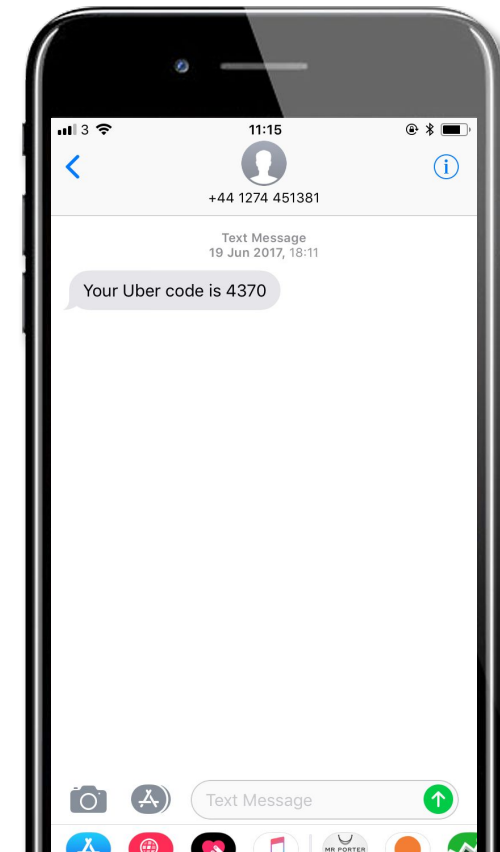 3
11:15
+44 1274 451381
Text Message
19 Jun 2017, 18:11
Your Uber code is 4370
Text Message
MR PORTER